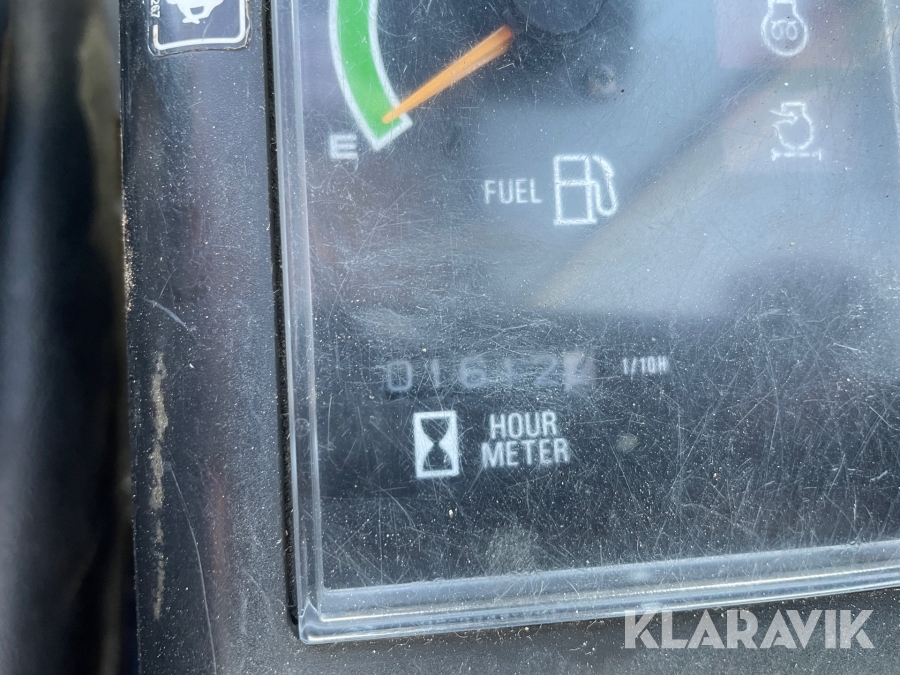 E
FUEL
01612
1/10H
HOUR
METER
KLARAVIK